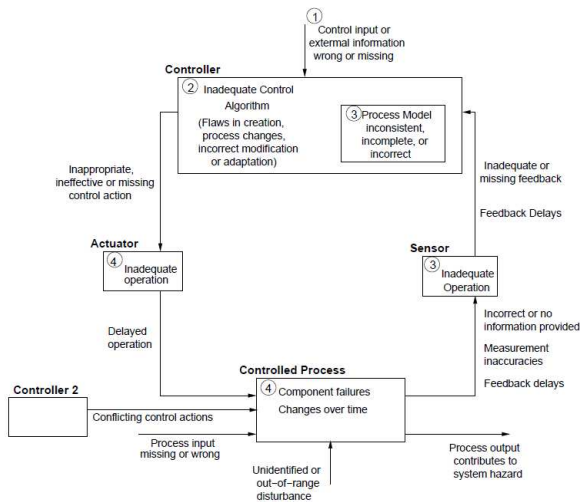 1
Control input or
external information
wrong or missing
Controller
2 Inadequate Control
Algorithm
(Flaws in creation,
process changes,
incorrect modification
or adaptation)
3 Process Model
inconsistent,
incomplete, or
incorrect
Inappropriate,
ineffective or missing
control action
Inadequate or
missing feedback
Feedback Delays
Actuator
4 Inadequate
operation
Sensor
3 Inadequate
Operation
Delayed
operation
Incorrect or no
information provided
Measurement
inaccuracies
Feedback delays
Controlled Process
4 Component failures
Changes over time
Controller 2
Conflicting control actions
Process input
missing or wrong
Unidentified or
out-of-range
disturbance
Process output
contributes to
system hazard